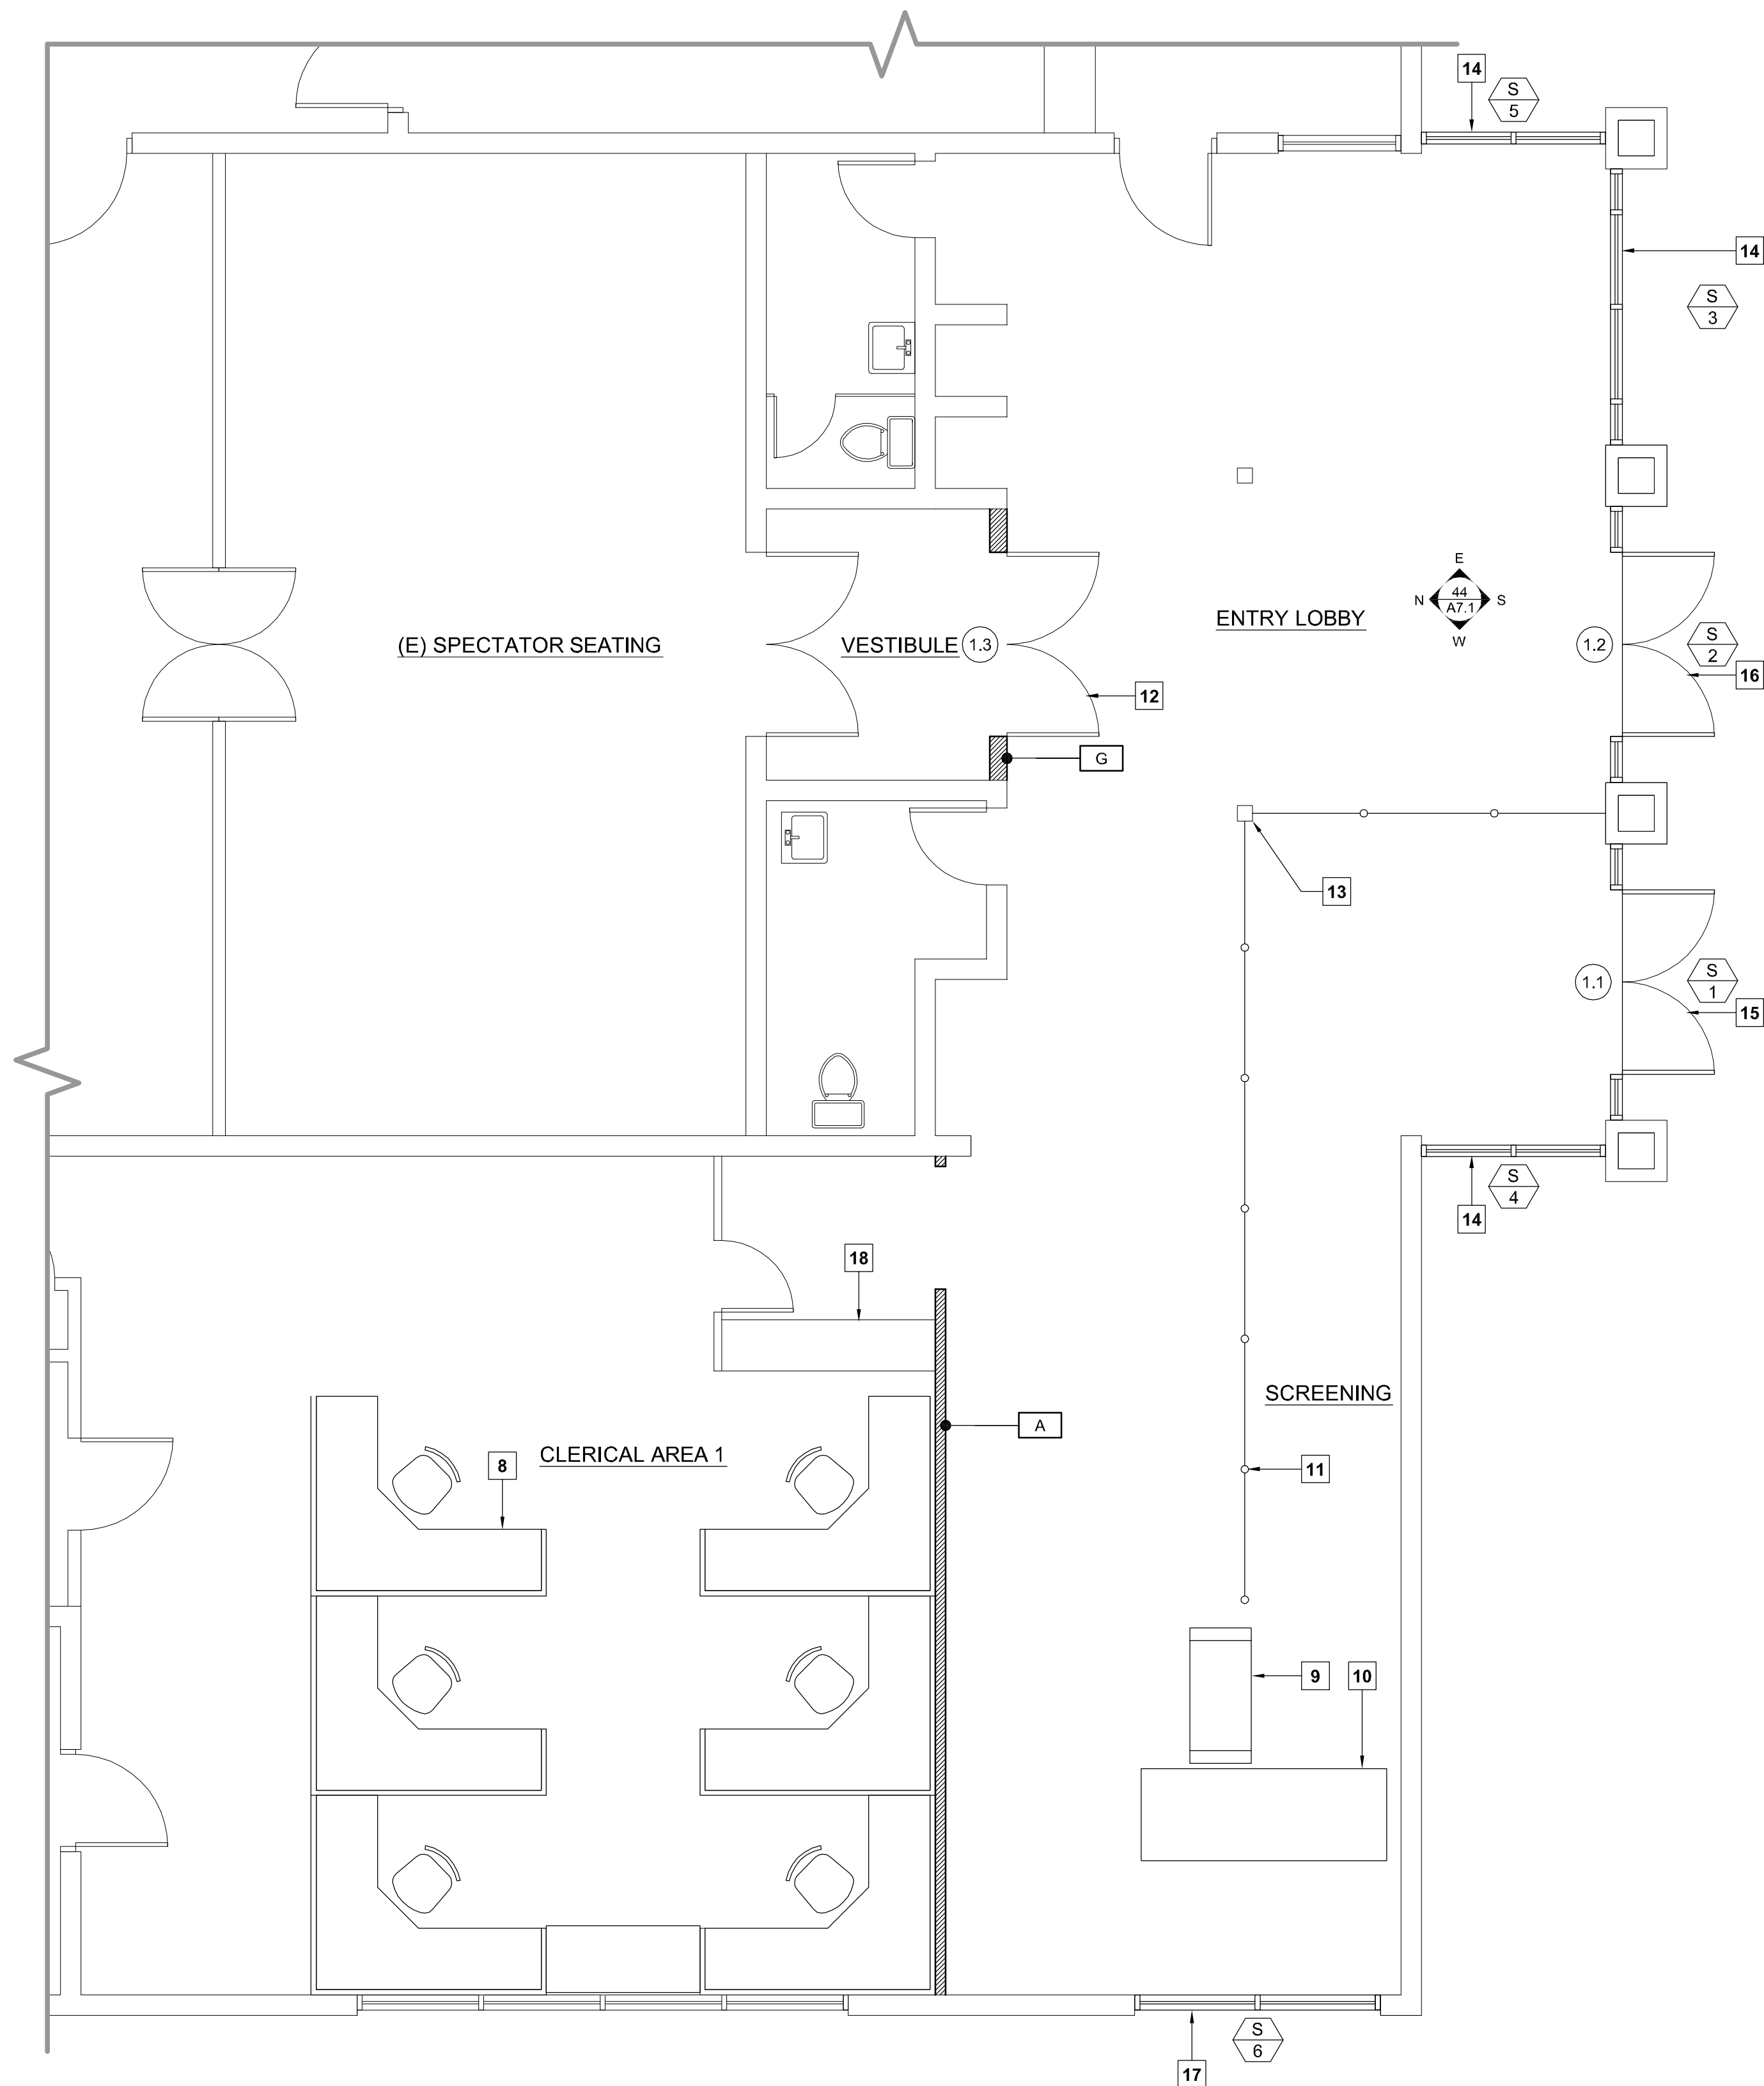 14
S
5
14
S
3
E
N
44
A7.1
S
W
ENTRY LOBBY
(E) SPECTATOR SEATING
VESTIBULE
1.3
1.2
S
2
16
12
G
13
1.1
S
1
15
S
4
14
18
SCREENING
A
CLERICAL AREA 1
8
11
9
10
S
6
17